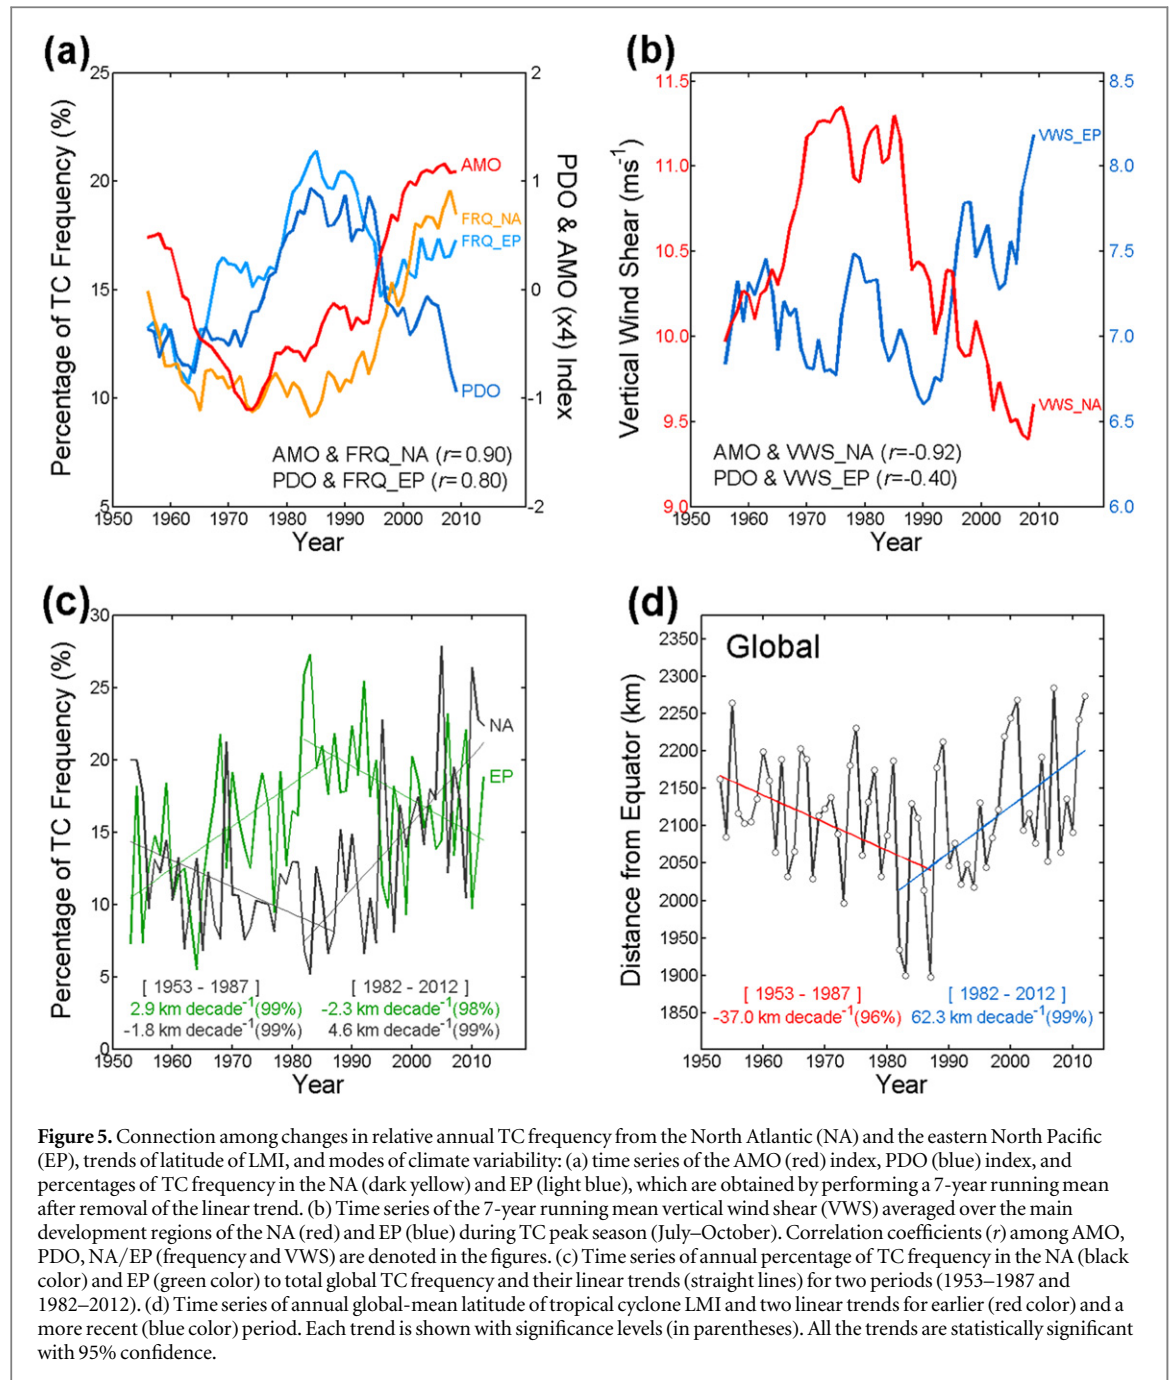 (a)
25
20
15
10
5
Percentage of TC Frequency (%)
2
1
0
-1
-2
PDO & AMO (x4) Index
AMO
FRQ_NA
FRQ_EP
PDO
AMO & FRQ_NA (r=0.90)
PDO & FRQ_EP (r=0.80)
1950 1960 1970 1980 1990 2000 2010
Year
(b)
11.5
11.0
10.5
10.0
9.5
9.0
Vertical Wind Shear (ms-1)
8.5
8.0
7.5
7.0
6.5
6.0
VWS_EP
VWS_NA
AMO & VWS_NA (r=-0.92)
PDO & VWS_EP (r=-0.40)
1950 1960 1970 1980 1990 2000 2010
Year
(c)
30
25
20
15
10
5
0
Percentage of TC Frequency (%)
NA
EP
[ 1953 - 1987 ] [ 1982 - 2012 ]
2.9 km decade-1(99%) -2.3 km decade-1(98%)
-1.8 km decade-1(99%) 4.6 km decade-1(99%)
1950 1960 1970 1980 1990 2000 2010
Year
(d)
Global
2350
2300
2250
2200
2150
2100
2050
2000
1950
1900
1850
Distance from Equator (km)
[ 1953 - 1987 ] [ 1982 - 2012 ]
-37.0 km decade-1(96%) 62.3 km decade-1(99%)
1950 1960 1970 1980 1990 2000 2010
Year
Figure 5. Connection among changes in relative annual TC frequency from the North Atlantic (NA) and the eastern North Pacific
(EP), trends of latitude of LMI, and modes of climate variability: (a) time series of the AMO (red) index, PDO (blue) index, and
percentages of TC frequency in the NA (dark yellow) and EP (light blue), which are obtained by performing a 7-year running mean
after removal of the linear trend. (b) Time series of the 7-year running mean vertical wind shear (VWS) averaged over the main
development regions of the NA (red) and EP (blue) during TC peak season (July–October). Correlation coefficients (r) among AMO,
PDO, NA/EP (frequency and VWS) are denoted in the figures. (c) Time series of annual percentage of TC frequency in the NA (black
color) and EP (green color) to total global TC frequency and their linear trends (straight lines) for two periods (1953–1987 and
1982–2012). (d) Time series of annual global-mean latitude of tropical cyclone LMI and two linear trends for earlier (red color) and a
more recent (blue color) period. Each trend is shown with significance levels (in parentheses). All the trends are statistically significant
with 95% confidence.